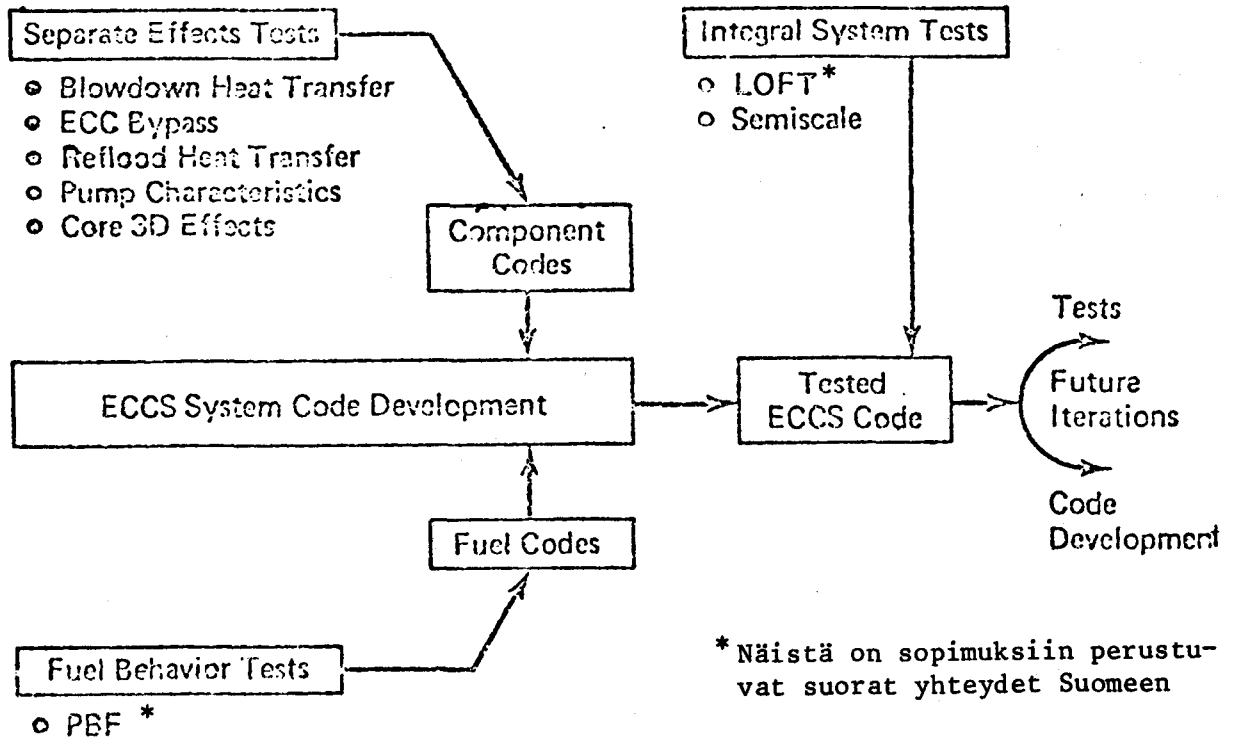 Separate Effects Tests
● Blowdown Heat Transfer
● ECC Bypass
● Reflood Heat Transfer
○ Pump Characteristics
● Core 3D Effects
Integral System Tests
○ LOFT*
○ Semiscale
Component
Codes
ECCS System Code Development
Tested
ECCS Code
Tests
Future
Iterations
Code
Development
Fuel Codes
Fuel Behavior Tests
○ PBF *
* Näistä on sopimuksiin perustu-
vat suorat yhteydet Suomeen